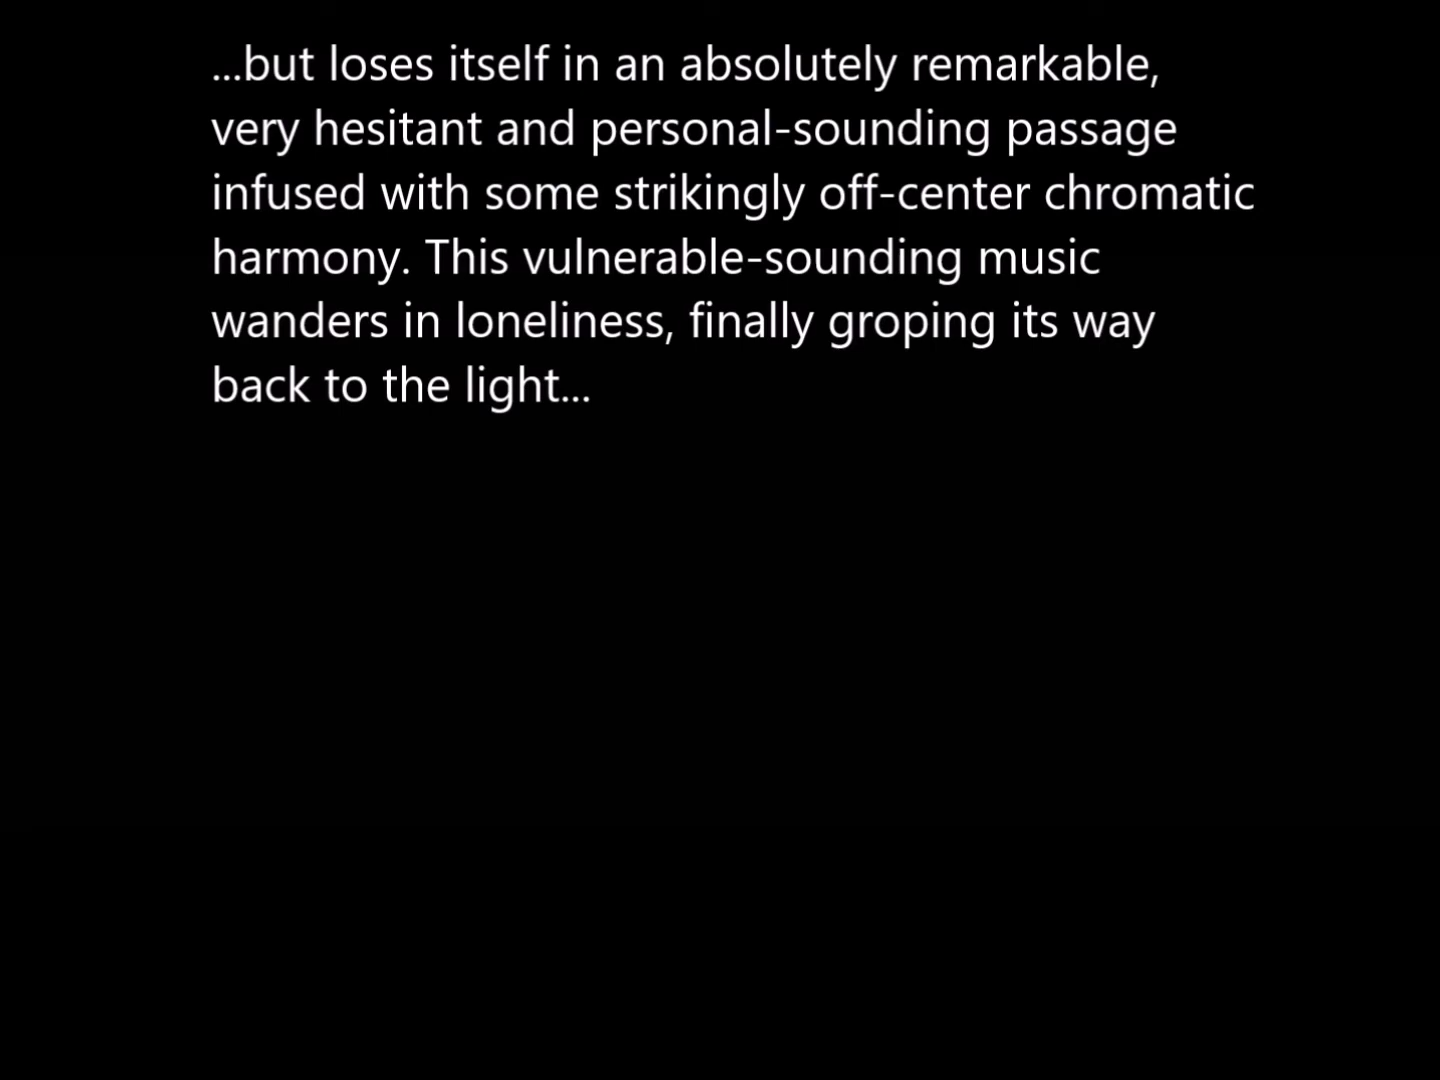 ...but loses itself in an absolutely remarkable,
very hesitant and personal-sounding passage
infused with some strikingly off-center chromatic
harmony. This vulnerable-sounding music
wanders in loneliness, finally groping its way
back to the light...